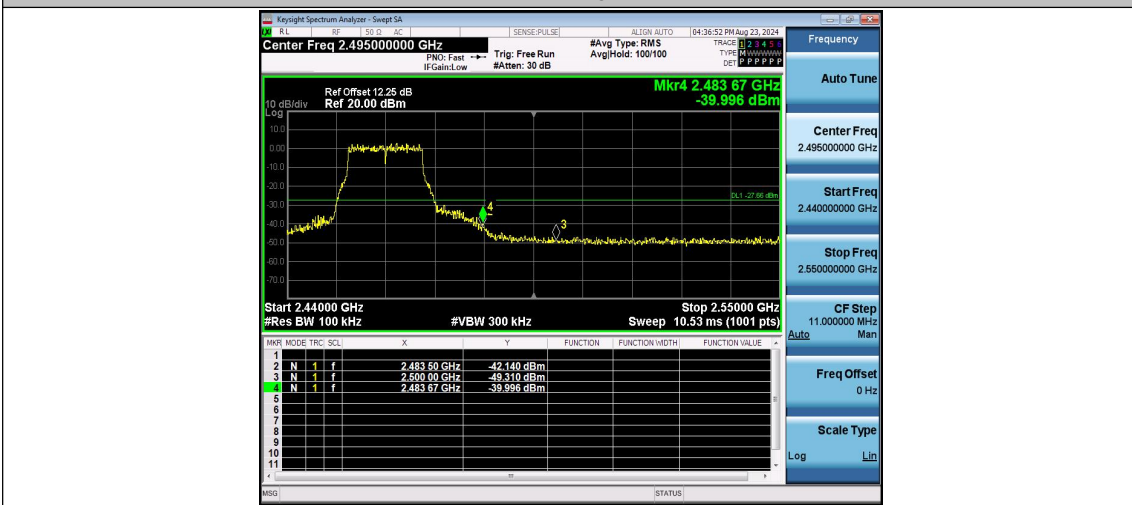 Keysight Spectrum Analyzer - Swept SA
RL RF 50 Ω AC SENSE:PULSE ALIGN AUTO 04:36:52 PM Aug 23, 2024
Center Freq 2.495000000 GHz
PNO: Fast
IFGain:Low
Trig: Free Run
#Atten: 30 dB
#Avg Type: RMS
Avg|Hold: 100/100
TRACE 1 2 3 4 5 6
TYPE M WWWWW
DET P P P P P P
Frequency
Auto Tune
Center Freq
2.495000000 GHz
Start Freq
2.440000000 GHz
Stop Freq
2.550000000 GHz
CF Step
11.000000 MHz
Auto Man
Freq Offset
0 Hz
Scale Type
Log Lin
Mkr4 2.483 67 GHz
-39.996 dBm
Ref Offset 12.25 dB
10 dB/div Ref 20.00 dBm
Log
10.0
0.00
-10.0
-20.0
DL1 -27.66 dBm
-30.0
4
-40.0
3
-50.0
-60.0
-70.0
Start 2.44000 GHz Stop 2.55000 GHz
#Res BW 100 kHz #VBW 300 kHz Sweep 10.53 ms (1001 pts)
MKR MODE TRC SCL X Y FUNCTION FUNCTION WIDTH FUNCTION VALUE
1
2 N 1 f 2.483 50 GHz -42.140 dBm
3 N 1 f 2.500 00 GHz -49.310 dBm
4 N 1 f 2.483 67 GHz -39.996 dBm
5
6
7
8
9
10
11
MSG STATUS